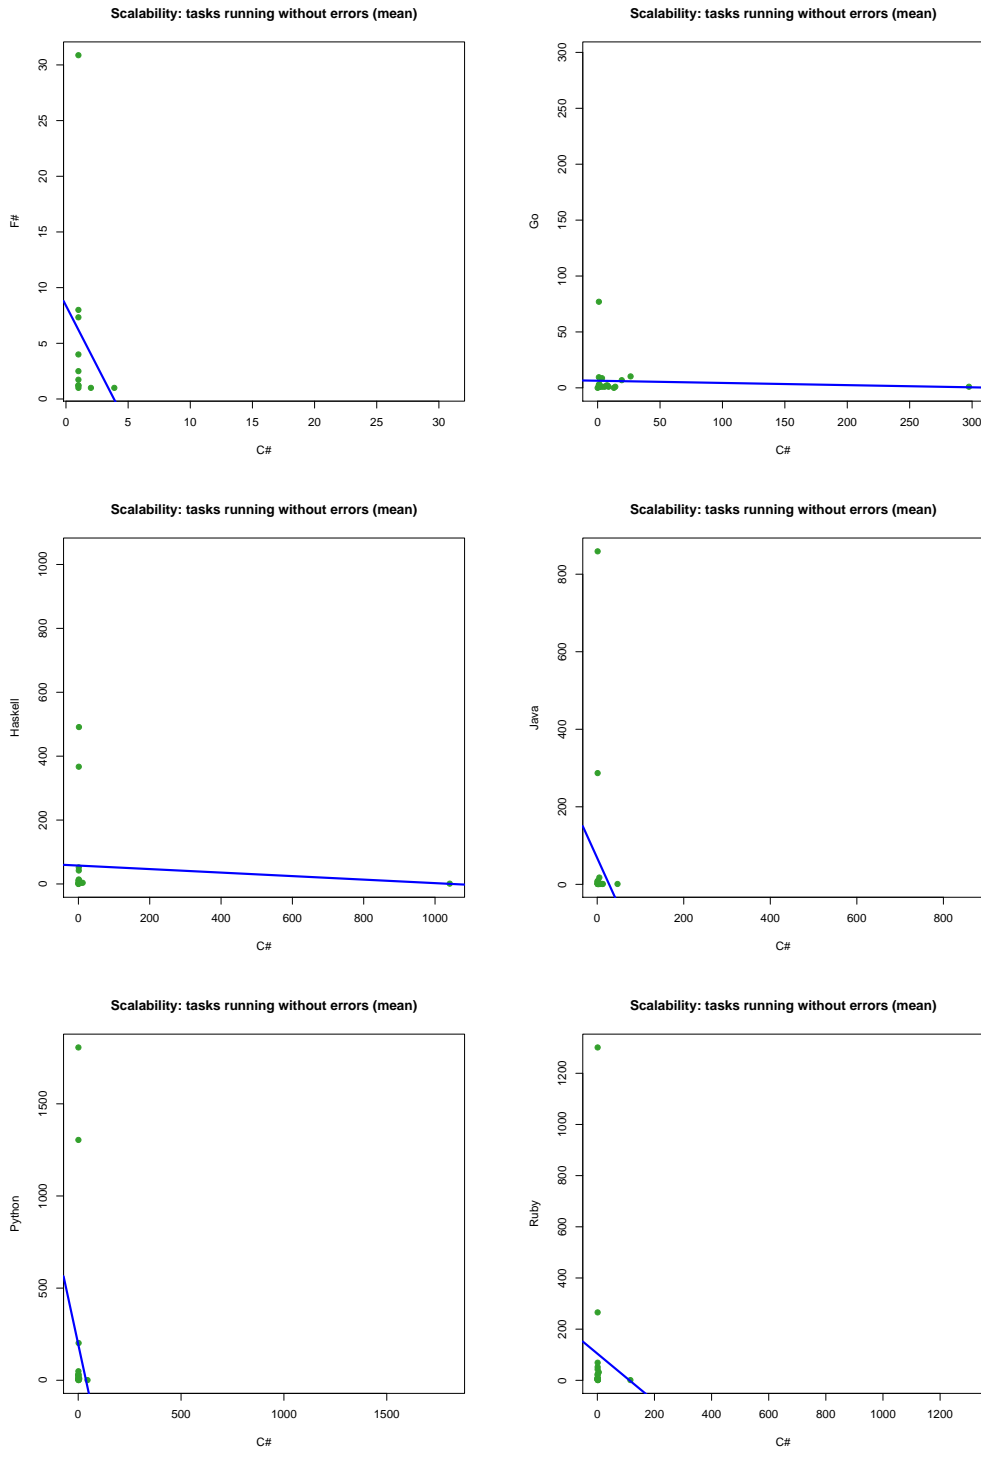 Scalability: tasks running without errors (mean)
F#
30
25
20
15
10
5
0
0 5 10 15 20 25 30
C#
Scalability: tasks running without errors (mean)
Go
300
250
200
150
100
50
0
0 50 100 150 200 250 300
C#
Scalability: tasks running without errors (mean)
Haskell
1000
800
600
400
200
0
0 200 400 600 800 1000
C#
Scalability: tasks running without errors (mean)
Java
800
600
400
200
0
0 200 400 600 800
C#
Scalability: tasks running without errors (mean)
Python
1500
1000
500
0
0 500 1000 1500
C#
Scalability: tasks running without errors (mean)
Ruby
1200
1000
800
600
400
200
0
0 200 400 600 800 1000 1200
C#